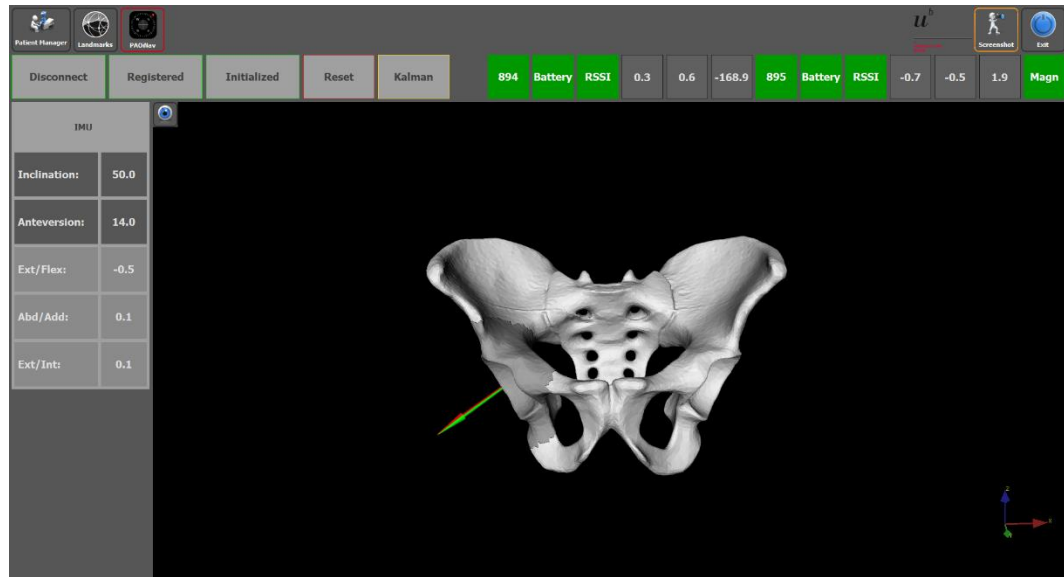 Patient Manager
Landmarks
PAONav
u^b
Screenshot
Exit
Disconnect Registered Initialized Reset Kalman 894 Battery RSSI 0.3 0.6 -168.9 895 Battery RSSI -0.7 -0.5 1.9 Magn
IMU
Inclination: 50.0
Anteversion: 14.0
Ext/Flex: -0.5
Abd/Add: 0.1
Ext/Int: 0.1
Z